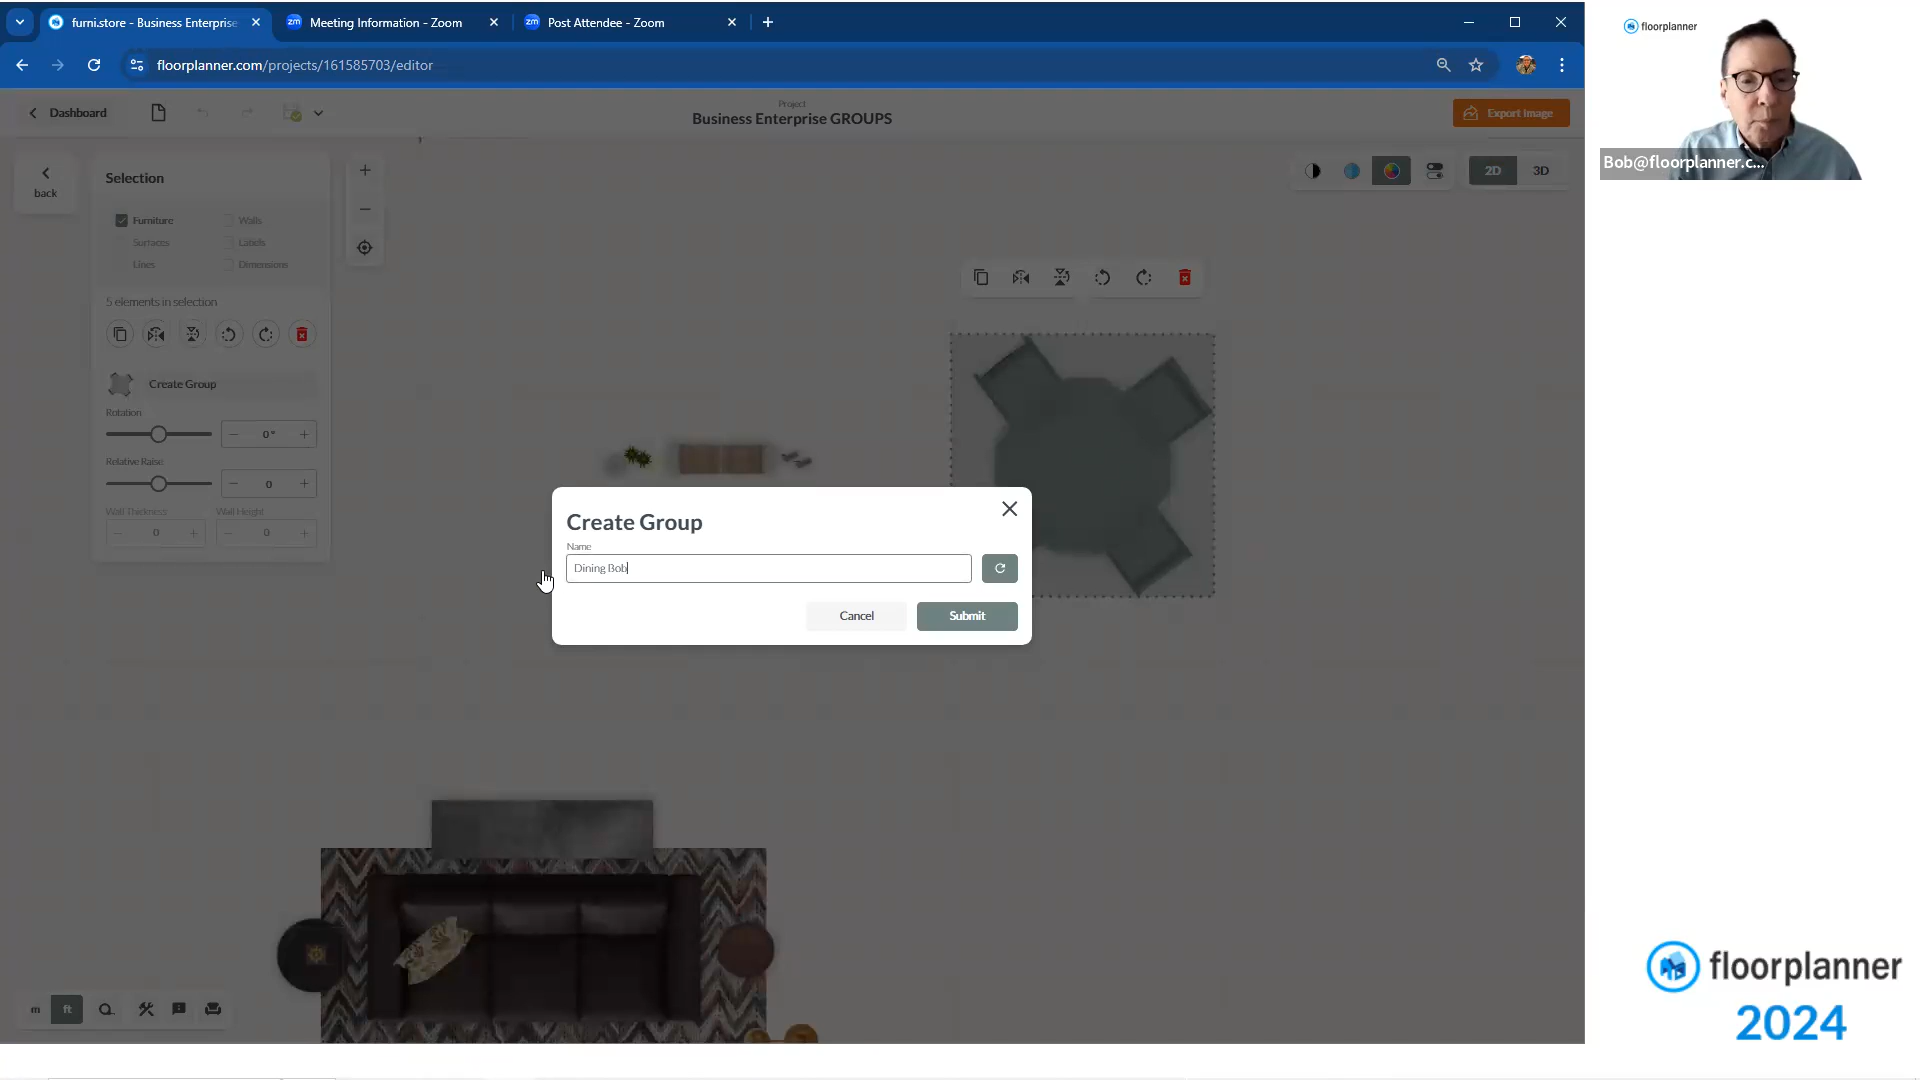 furni.store - Business Enterprise
Meeting Information - Zoom
Post Attendee - Zoom
floorplanner.com/projects/161585703/editor
Dashboard
Project
Business Enterprise GROUPS
Export Image
back
Selection
Furniture
Walls
Surfaces
Labels
Lines
Dimensions
5 elements in selection
Create Group
Rotation
0°
Relative Raise
0
Wall Thickness
Wall Height
0
0
2D
3D
Create Group
Name
Dining Bob
Cancel
Submit
m
ft
floorplanner
Bob@floorplanner.c...
floorplanner
2024